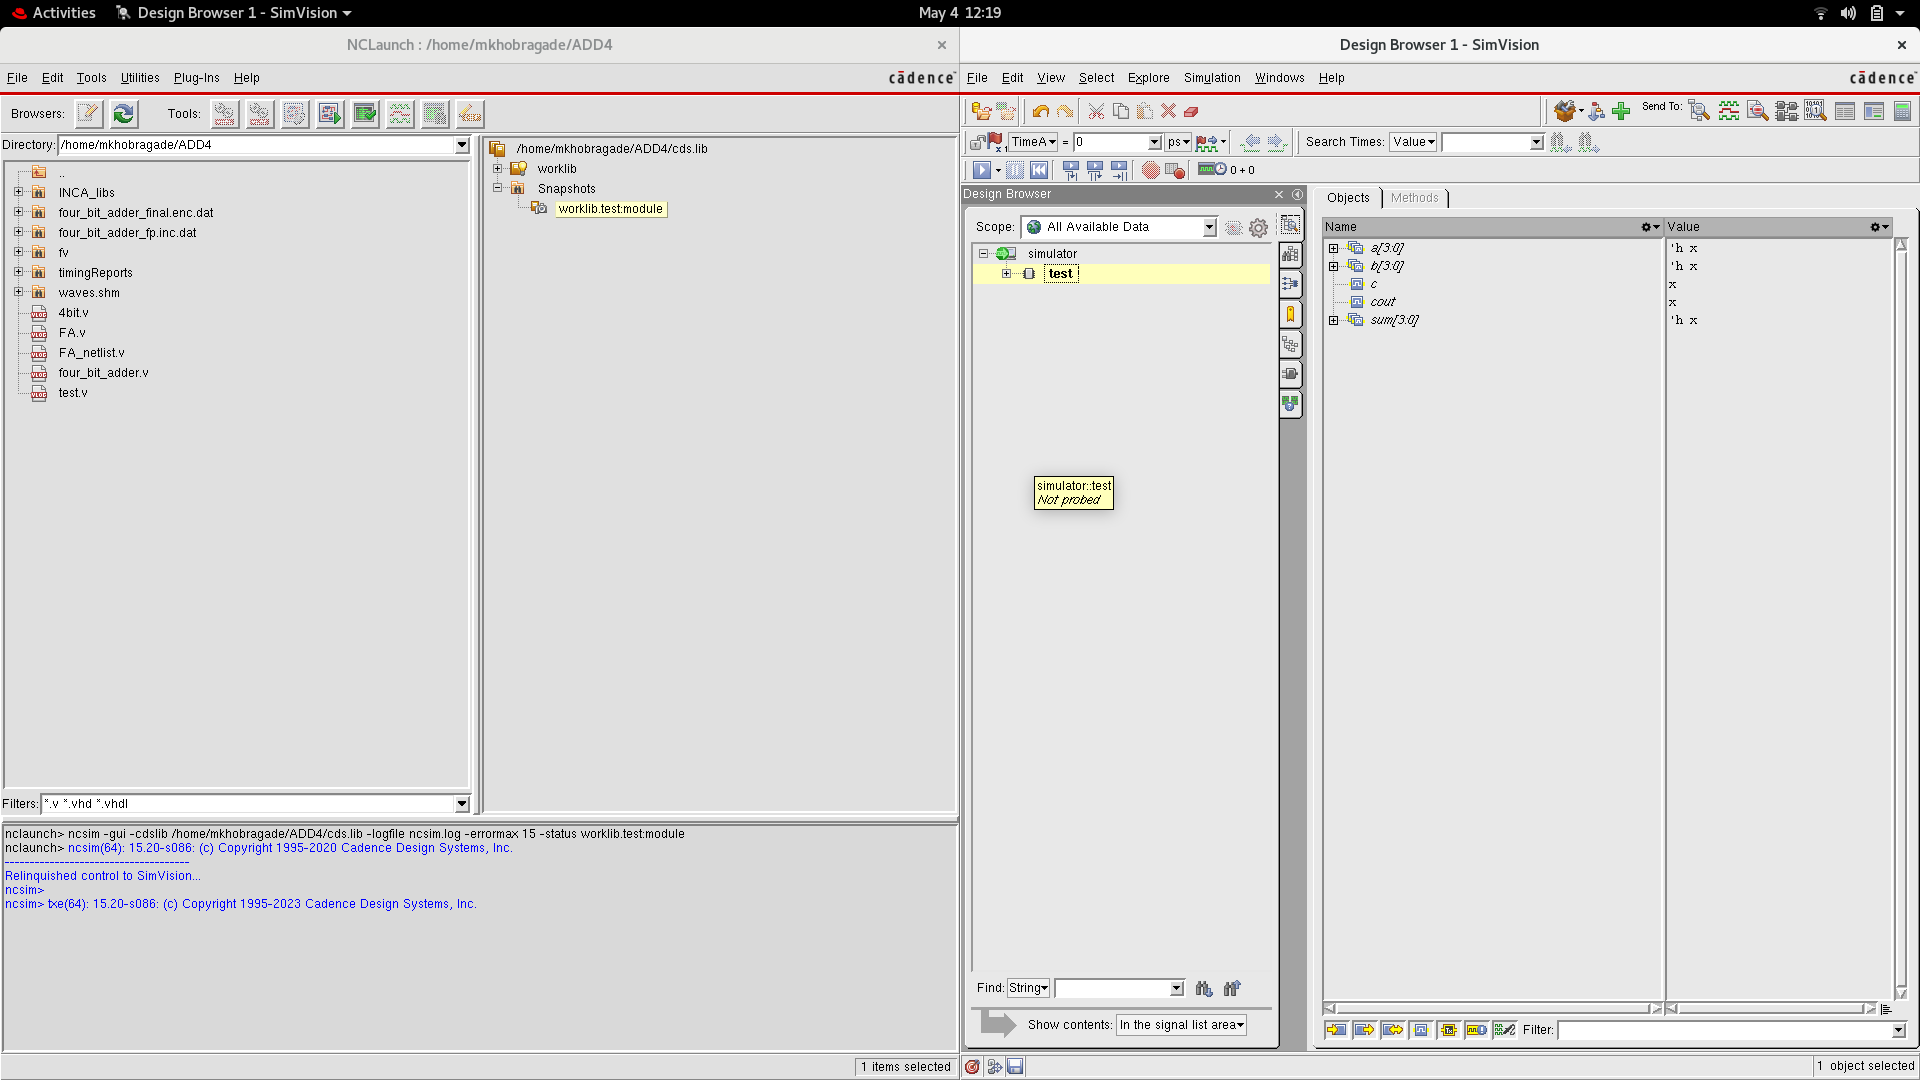 Activities
Design Browser 1 - SimVision
May 4 12:19
NCLaunch : /home/mkhobragade/ADD4
File Edit Tools Utilities Plug-Ins Help
cādence
Browsers:
Tools:
Directory: /home/mkhobragade/ADD4
..
INCA_libs
four_bit_adder_final.enc.dat
four_bit_adder_fp.inc.dat
fv
timingReports
waves.shm
4bit.v
FA.v
FA_netlist.v
four_bit_adder.v
test.v
Filters: *.v *.vhd *.vhdl
/home/mkhobragade/ADD4/cds.lib
worklib
Snapshots
worklib.test:module
nclaunch> ncsim -gui -cdslib /home/mkhobragade/ADD4/cds.lib -logfile ncsim.log -errormax 15 -status worklib.test:module
nclaunch> ncsim(64): 15.20-s086: (c) Copyright 1995-2020 Cadence Design Systems, Inc.
-------------------------------------
Relinquished control to SimVision...
ncsim>
ncsim> txe(64): 15.20-s086: (c) Copyright 1995-2023 Cadence Design Systems, Inc.
1 items selected
Design Browser 1 - SimVision
File Edit View Select Explore Simulation Windows Help
cādence
Send To:
TimeA = 0 ps
Search Times: Value
0 + 0
Design Browser
Scope: All Available Data
simulator
test
simulator::test
Not probed
Find: String
Show contents: In the signal list area
Objects Methods
Name Value
a[3:0] 'h x
b[3:0] 'h x
c x
cout x
sum[3:0] 'h x
Filter:
1 object selected